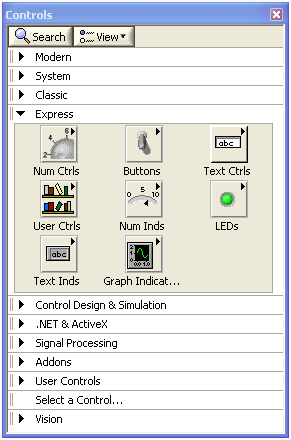 Controls
Search View
Modern
System
Classic
Express
Num Ctrls Buttons Text Ctrls
User Ctrls Num Inds LEDs
Text Inds Graph Indicat...
Control Design & Simulation
.NET & ActiveX
Signal Processing
Addons
User Controls
Select a Control...
Vision